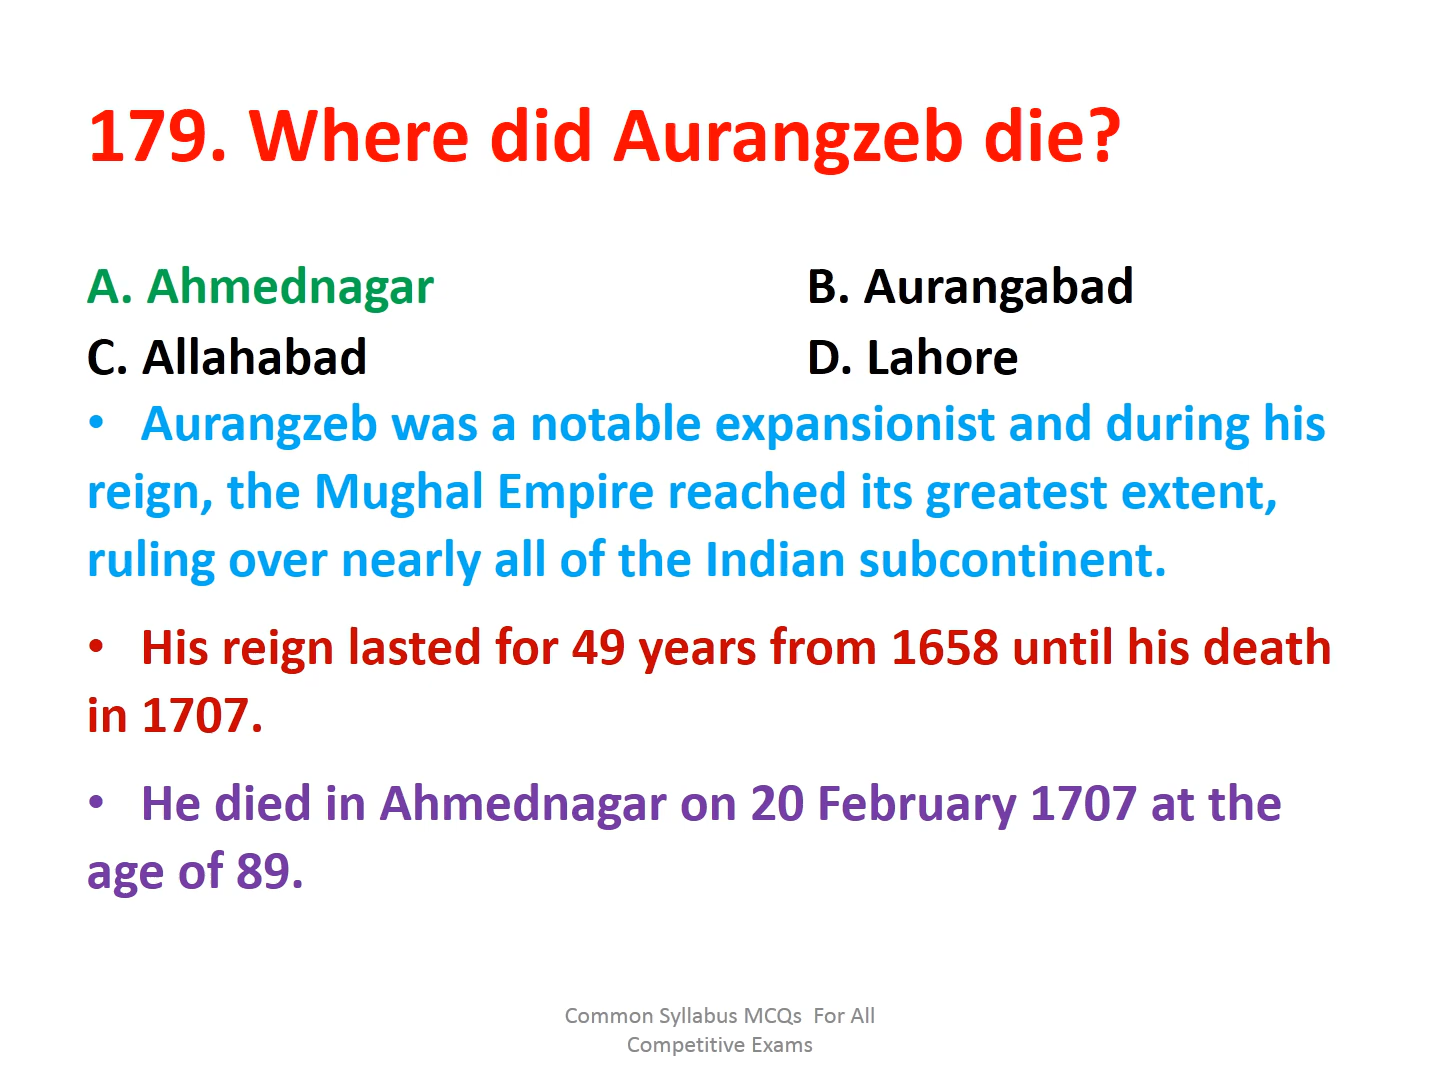 179. Where did Aurangzeb die?
A. Ahmednagar B. Aurangabad
C. Allahabad D. Lahore
• Aurangzeb was a notable expansionist and during his
reign, the Mughal Empire reached its greatest extent,
ruling over nearly all of the Indian subcontinent.
• His reign lasted for 49 years from 1658 until his death
in 1707.
• He died in Ahmednagar on 20 February 1707 at the
age of 89.
Common Syllabus MCQs For All
Competitive Exams